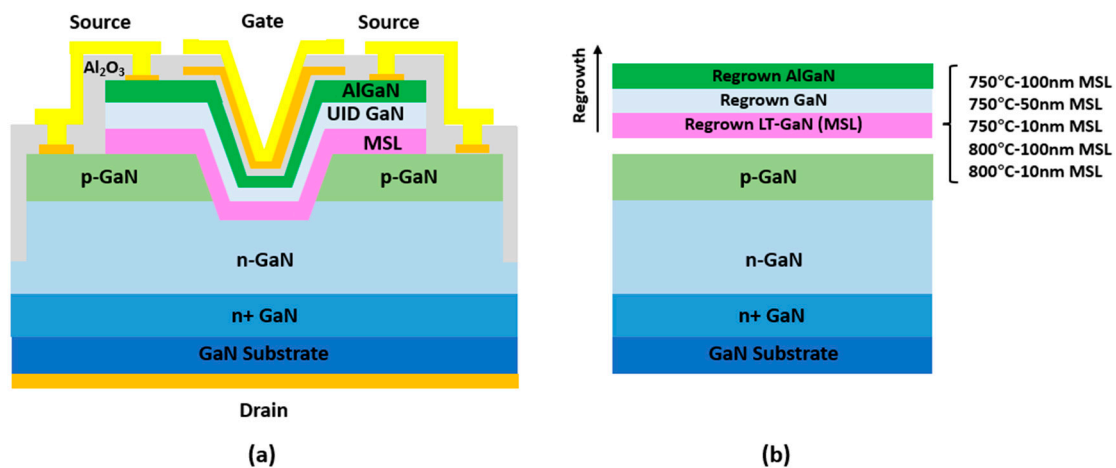 Source
Gate
Source
Al₂O₃
AlGaN
UID GaN
MSL
p-GaN
p-GaN
n-GaN
n+ GaN
GaN Substrate
Drain
(a)
Regrowth
Regrown AlGaN
Regrown GaN
Regrown LT-GaN (MSL)
p-GaN
n-GaN
n+ GaN
GaN Substrate
750°C-100nm MSL
750°C-50nm MSL
750°C-10nm MSL
800°C-100nm MSL
800°C-10nm MSL
(b)